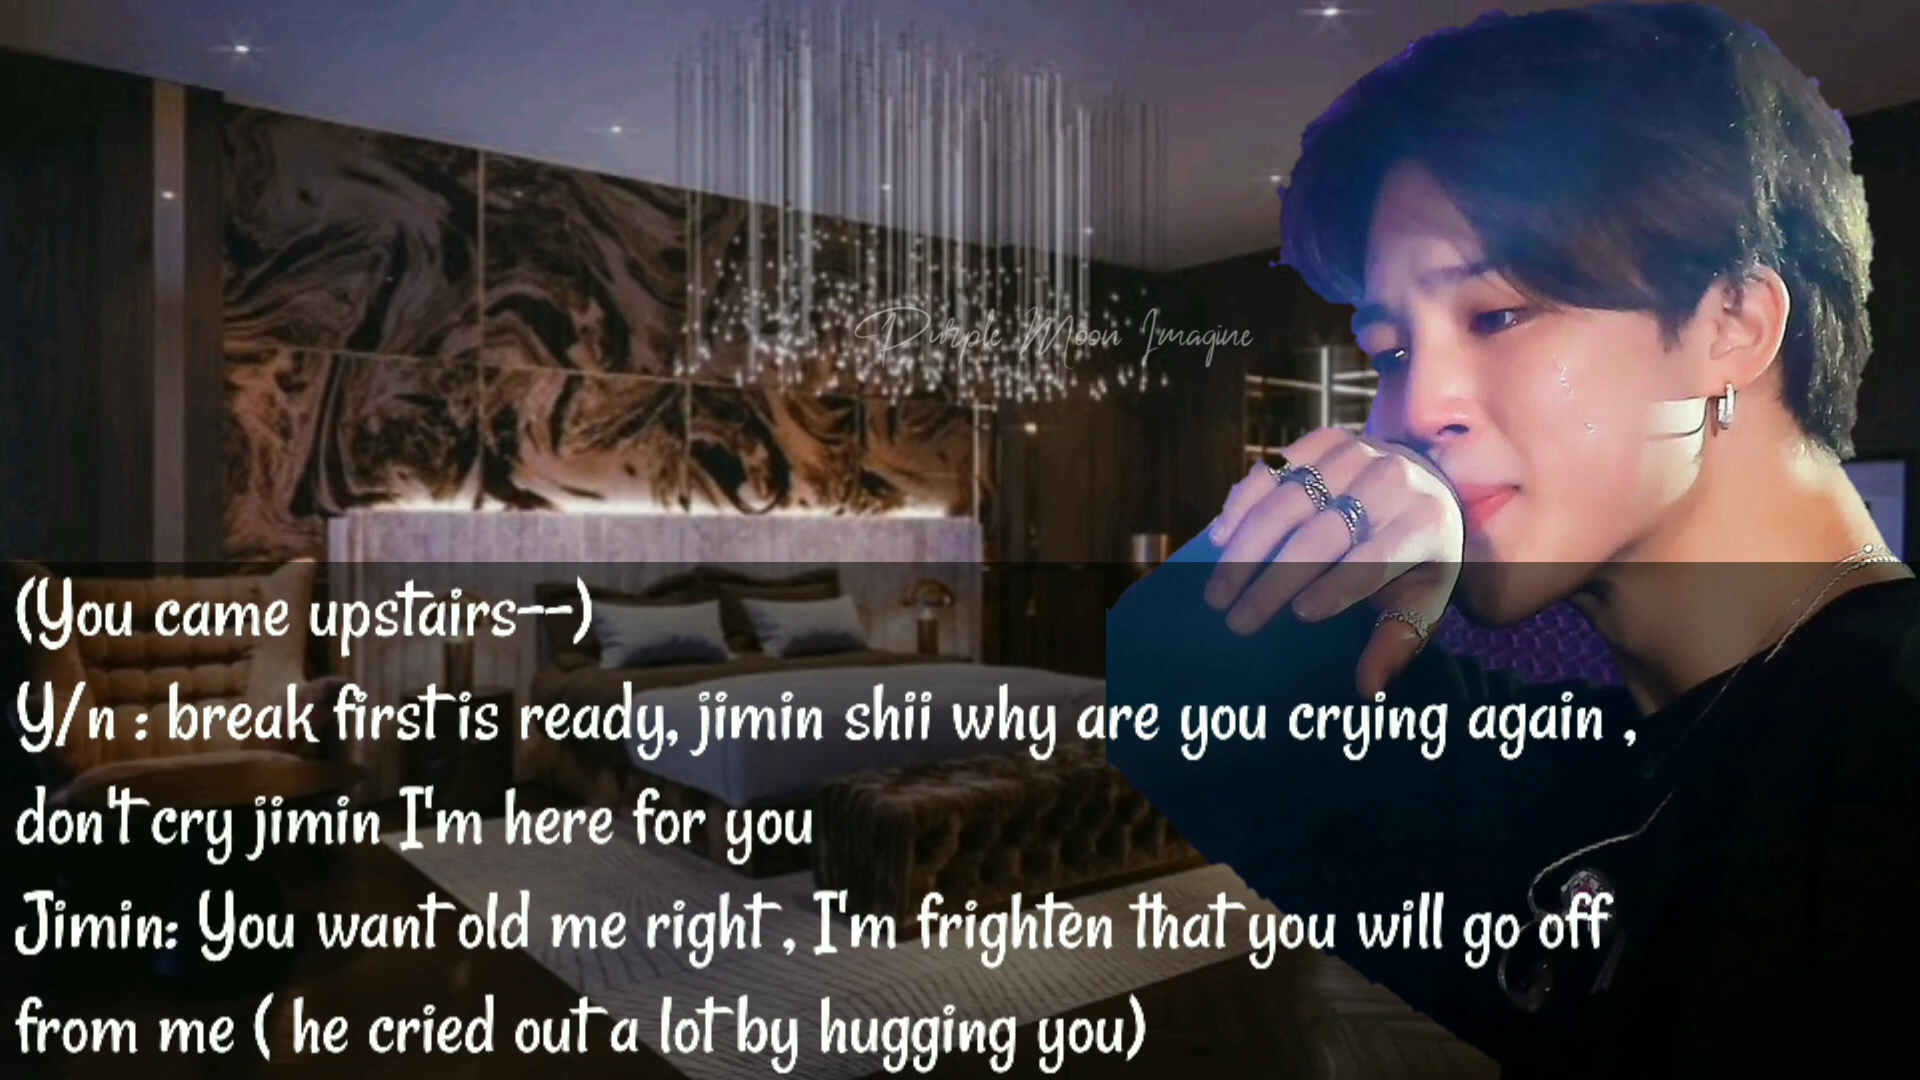 Purple Moon Imagine
(You came upstairs--)
Y/n : break first is ready, jimin shii why are you crying again ,
don't cry jimin I'm here for you
Jimin: You want old me right , I'm frighten that you will go off
from me ( he cried out a lot by hugging you)